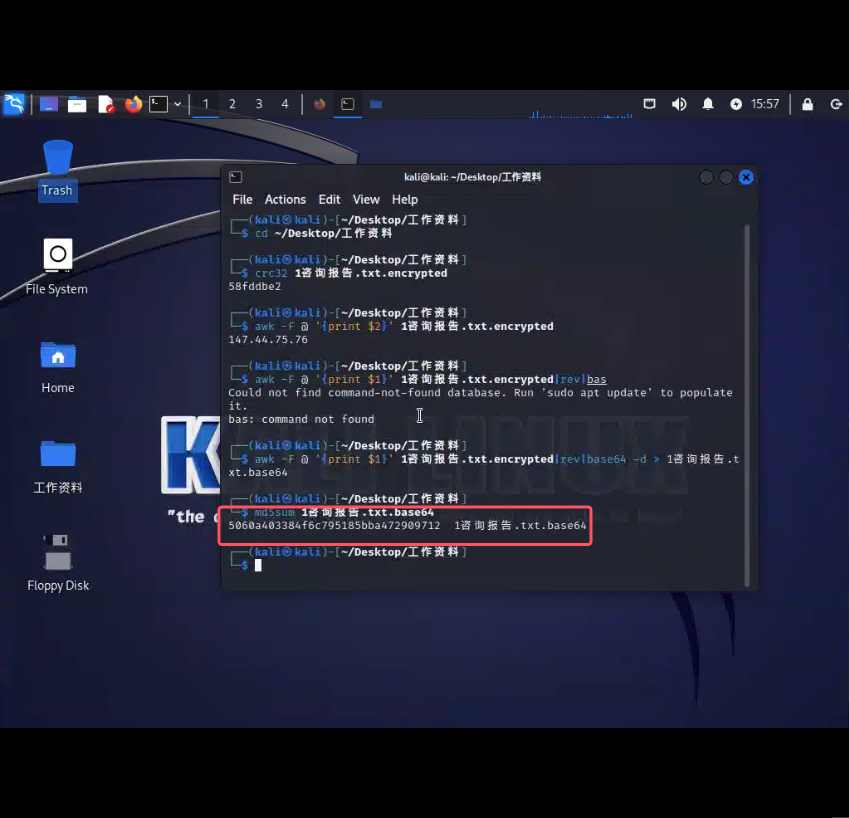 1 2 3 4 15:57
Trash
File System
Home
工作资料
Floppy Disk
kali@kali: ~/Desktop/工作资料
File Actions Edit View Help
┌──(kali㉿kali)-[~/Desktop/工作资料]
└─$ cd ~/Desktop/工作资料
┌──(kali㉿kali)-[~/Desktop/工作资料]
└─$ crc32 1咨询报告.txt.encrypted
58fddbe2
┌──(kali㉿kali)-[~/Desktop/工作资料]
└─$ awk -F @ '{print $2}' 1咨询报告.txt.encrypted
147.44.75.76
┌──(kali㉿kali)-[~/Desktop/工作资料]
└─$ awk -F @ '{print $1}' 1咨询报告.txt.encrypted|rev|bas
Could not find command-not-found database. Run 'sudo apt update' to populate
it.
bas: command not found
┌──(kali㉿kali)-[~/Desktop/工作资料]
└─$ awk -F @ '{print $1}' 1咨询报告.txt.encrypted|rev|base64 -d > 1咨询报告.t
xt.base64
┌──(kali㉿kali)-[~/Desktop/工作资料]
└─$ md5sum 1咨询报告.txt.base64
5060a403384f6c795185bba472909712  1咨询报告.txt.base64
┌──(kali㉿kali)-[~/Desktop/工作资料]
└─$
"the